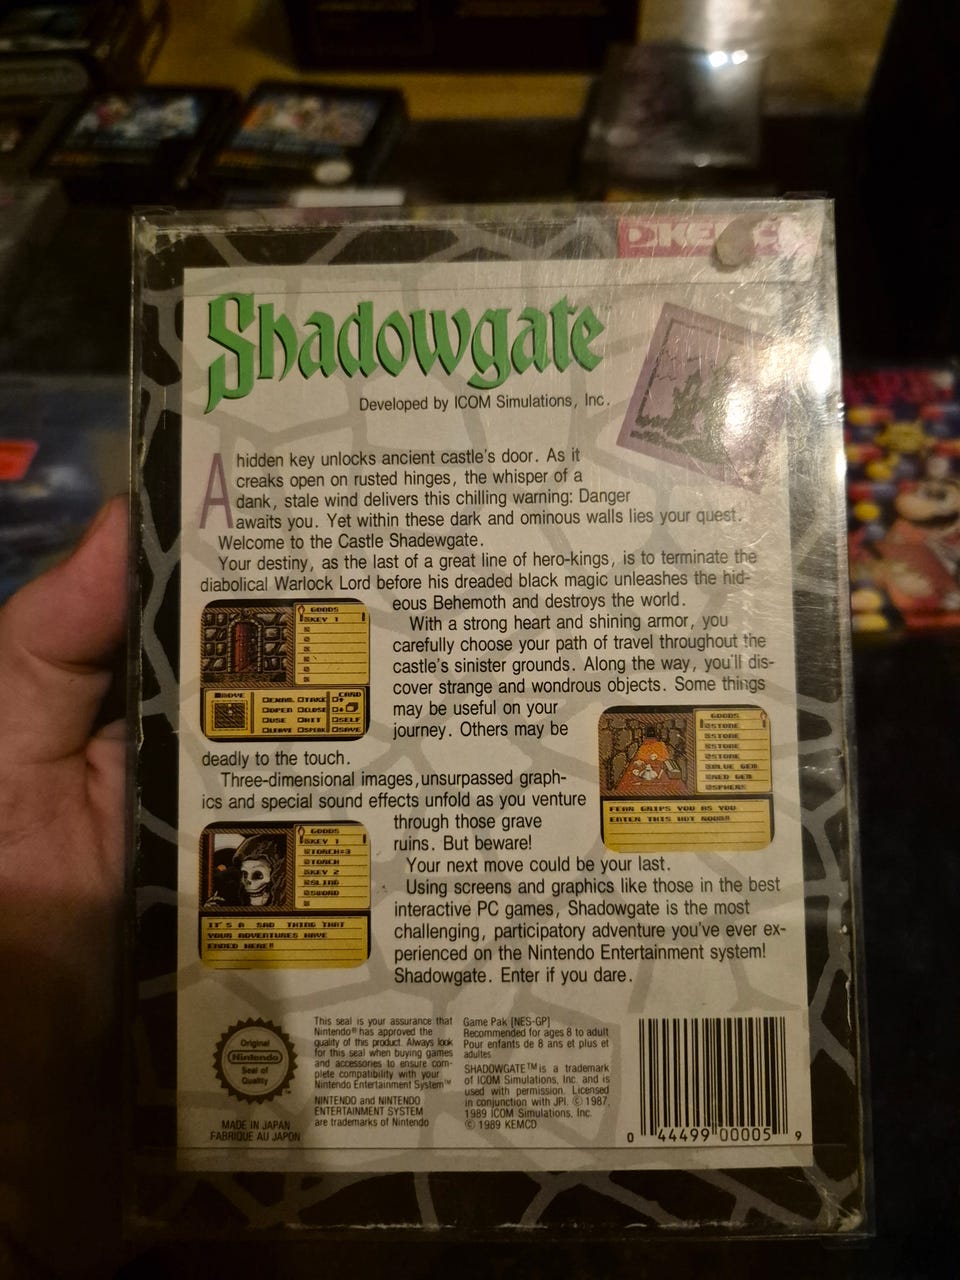 KEMCO
Shadowgate
Developed by ICOM Simulations, Inc.
A hidden key unlocks ancient castle's door. As it
creaks open on rusted hinges, the whisper of a
dank, stale wind delivers this chilling warning: Danger
awaits you. Yet within these dark and ominous walls lies your quest.
Welcome to the Castle Shadewgate.
Your destiny, as the last of a great line of hero-kings, is to terminate the
diabolical Warlock Lord before his dreaded black magic unleashes the hid-
eous Behemoth and destroys the world.
With a strong heart and shining armor, you
carefully choose your path of travel throughout the
castle's sinister grounds. Along the way, you'll dis-
cover strange and wondrous objects. Some things
may be useful on your
journey. Others may be
deadly to the touch.
Three-dimensional images, unsurpassed graph-
ics and special sound effects unfold as you venture
through those grave
ruins. But beware!
Your next move could be your last.
Using screens and graphics like those in the best
interactive PC games, Shadowgate is the most
challenging, participatory adventure you've ever ex-
perienced on the Nintendo Entertainment system!
Shadowgate. Enter if you dare.
GOODS
KEY 1
MOVE
EXAM TAKE CARD
OPEN CLOSE
USE HIT SELF
LEAVE SPEAK SAVE
GOODS
STONE
STONE
STONE
STONE
BLUE GEM
RED GEM
SPHERE
FEAR GRIPS YOU AS YOU
ENTER THIS HOT ROOM!!
GOODS
KEY 1
TORCH=3
TORCH
KEY 2
SLING
SWORD
IT'S A SAD THING THAT
YOUR ADVENTURES HAVE
ENDED HERE!!
Original
Nintendo
Seal of
Quality
MADE IN JAPAN
FABRIQUE AU JAPON
This seal is your assurance that
Nintendo® has approved the
quality of this product. Always look
for this seal when buying games
and accessories to ensure com-
plete compatibility with your
Nintendo Entertainment System™
NINTENDO and NINTENDO
ENTERTAINMENT SYSTEM
are trademarks of Nintendo
Game Pak [NES-GP]
Recommended for ages 8 to adult
Pour enfants de 8 ans et plus et
adultes
SHADOWGATE™ is a trademark
of ICOM Simulations, Inc. and is
used with permission. Licensed
in conjunction with JPI. © 1987,
1989 ICOM Simulations, Inc.
© 1989 KEMCO
0 44499 00005 9